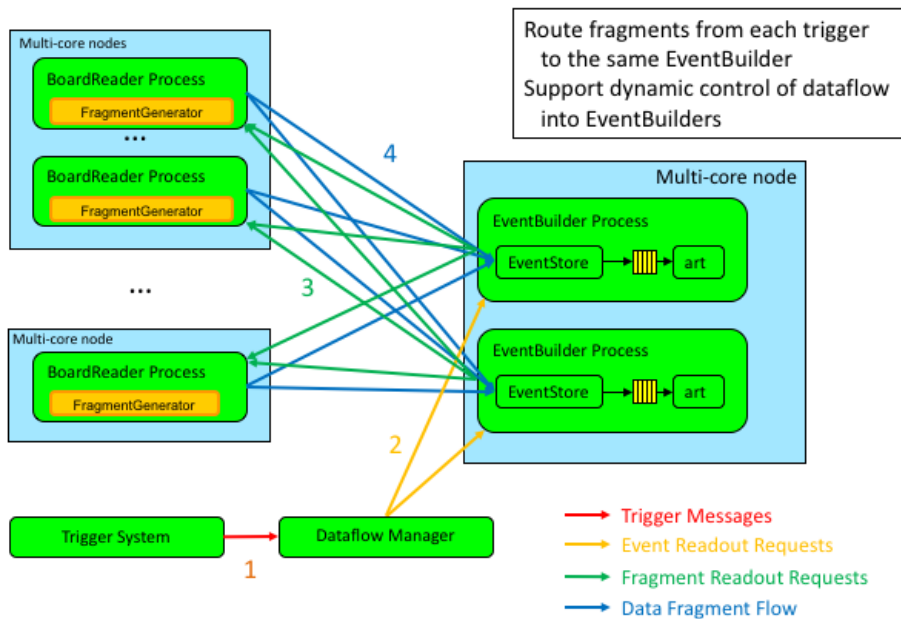 Multi-core nodes
BoardReader Process
FragmentGenerator
...
BoardReader Process
FragmentGenerator
...
Multi-core node
BoardReader Process
FragmentGenerator
Route fragments from each trigger
to the same EventBuilder
Support dynamic control of dataflow
into EventBuilders
4
3
2
1
Multi-core node
EventBuilder Process
EventStore
art
EventBuilder Process
EventStore
art
Trigger System
Dataflow Manager
Trigger Messages
Event Readout Requests
Fragment Readout Requests
Data Fragment Flow